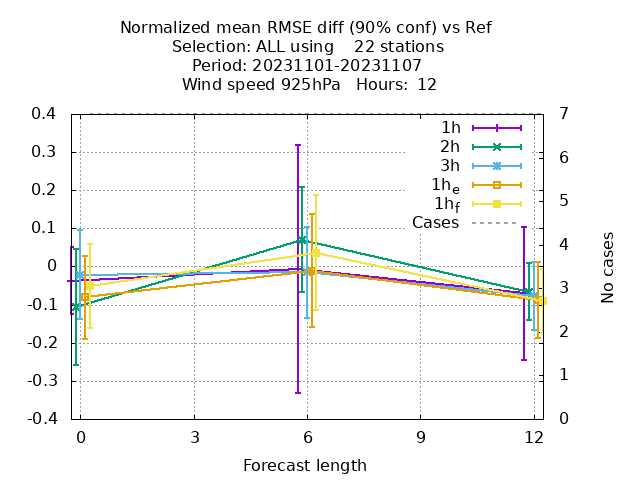 Normalized mean RMSE diff (90% conf) vs Ref
Selection: ALL using    22 stations
Period: 20231101-20231107
Wind speed 925hPa   Hours:  12
0.4
0.3
0.2
0.1
0
-0.1
-0.2
-0.3
-0.4
7
6
5
4
3
2
1
0
1h
2h
3h
1he
1hf
Cases
No cases
0 3 6 9 12
Forecast length